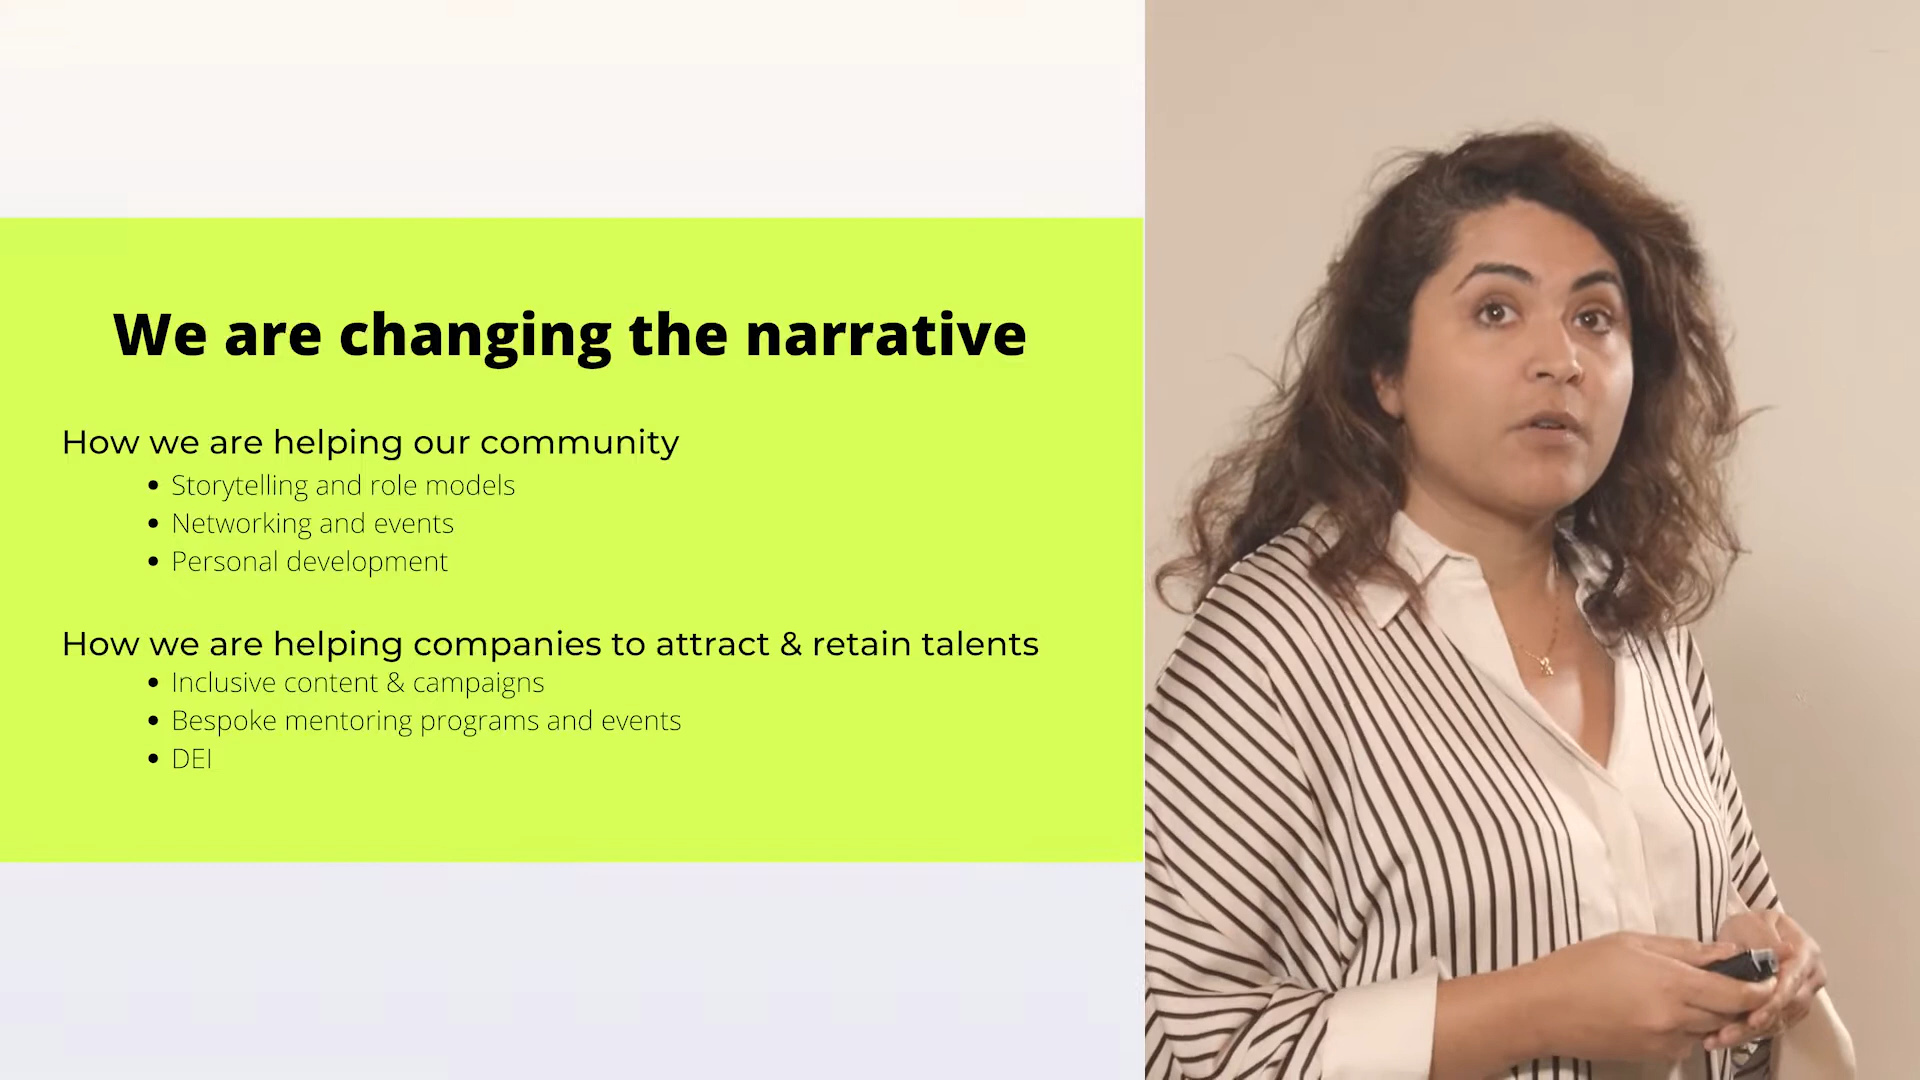 We are changing the narrative
How we are helping our community
• Storytelling and role models
• Networking and events
• Personal development
How we are helping companies to attract & retain talents
• Inclusive content & campaigns
• Bespoke mentoring programs and events
• DEI